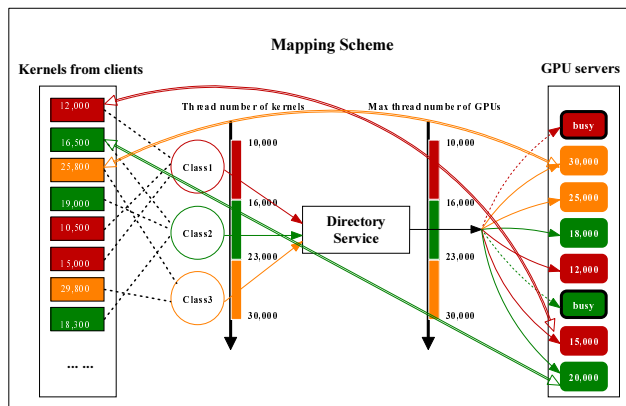 Mapping Scheme
Kernels from clients
GPU servers
Thread number of kernels
Max thread number of GPUs
12,000
16,500
25,800
19,000
10,500
15,000
29,800
18,300
... ...
Class1
Class2
Class3
10,000
16,000
23,000
30,000
Directory
Service
10,000
16,000
23,000
30,000
busy
30,000
25,000
18,000
12,000
busy
15,000
20,000